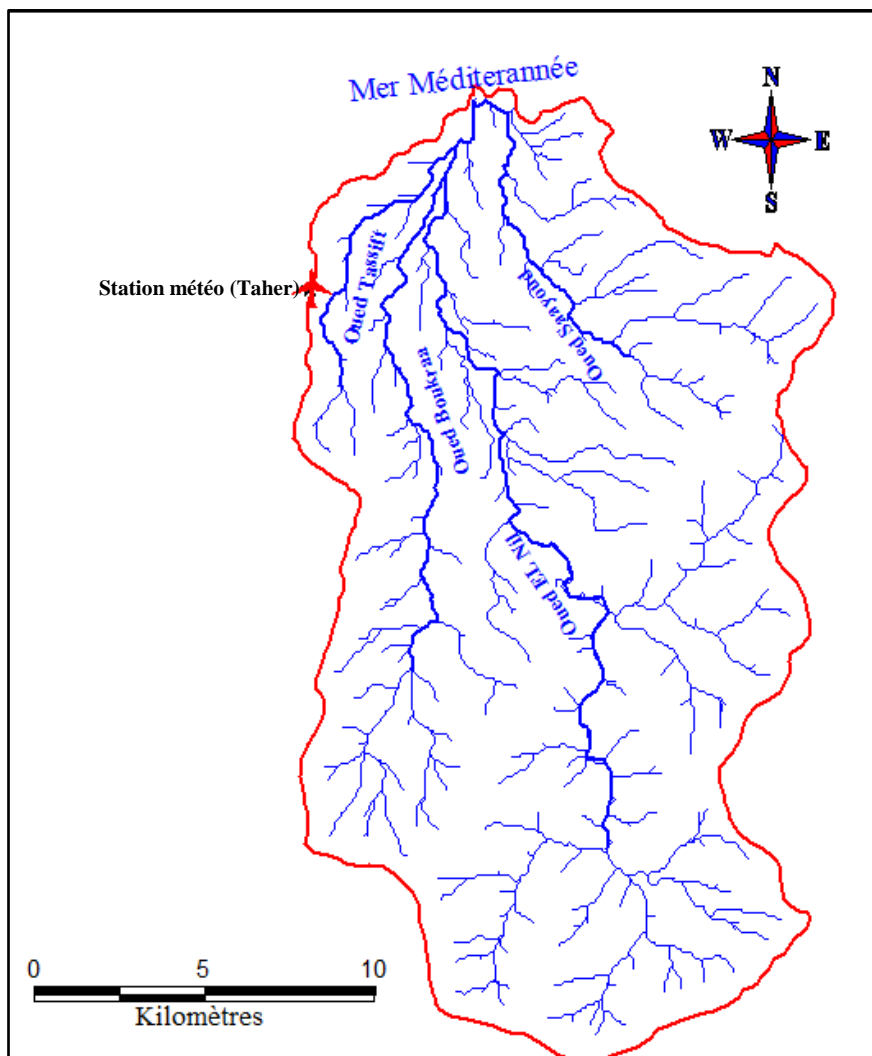 Mer Méditerannée
N
W E
S
Station météo (Taher)
Oued Tassift
Oued Saayoud
Oued Boukraa
Oued EL Nil
0 5 10
Kilomètres